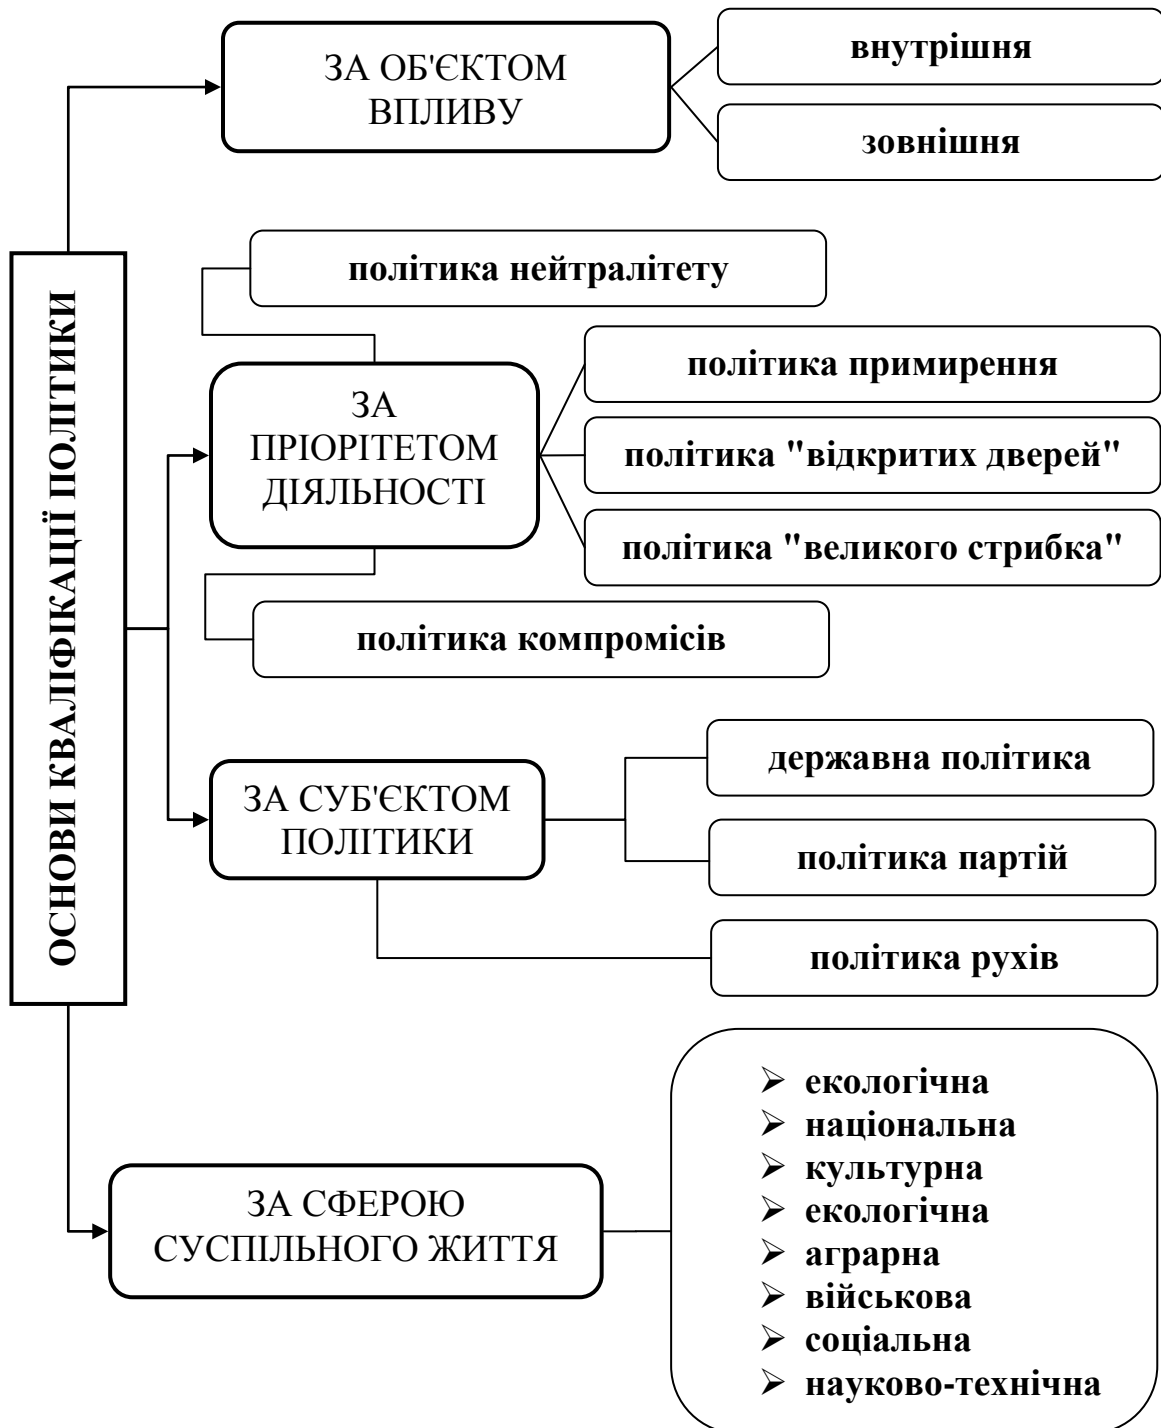 ОСНОВИ КВАЛІФІКАЦІЇ ПОЛІТИКИ
ЗА ОБ'ЄКТОМ
ВПЛИВУ
внутрішня
зовнішня
політика нейтралітету
ЗА
ПРІОРІТЕТОМ
ДІЯЛЬНОСТІ
політика примирення
політика "відкритих дверей"
політика "великого стрибка"
політика компромісів
ЗА СУБ'ЄКТОМ
ПОЛІТИКИ
державна політика
політика партій
політика рухів
ЗА СФЕРОЮ
СУСПІЛЬНОГО ЖИТТЯ
екологічна
національна
культурна
екологічна
аграрна
військова
соціальна
науково-технічна